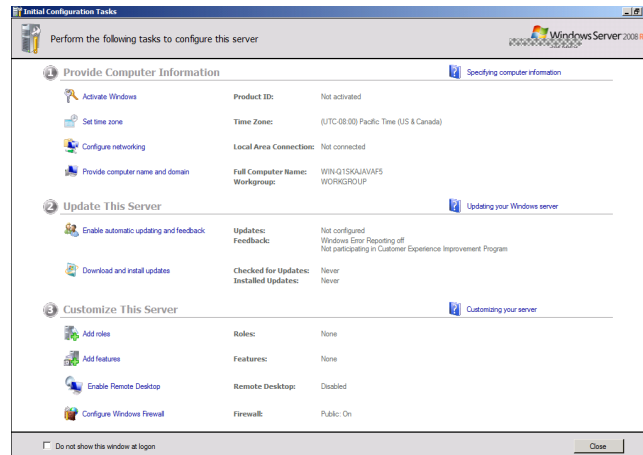 Initial Configuration Tasks
Perform the following tasks to configure this server
Windows Server 2008
1 Provide Computer Information
Specifying computer information
Activate Windows Product ID: Not activated
Set time zone Time Zone: (UTC-08:00) Pacific Time (US & Canada)
Configure networking Local Area Connection: Not connected
Provide computer name and domain Full Computer Name: WIN-Q1SKAJAVAF5
Workgroup: WORKGROUP
2 Update This Server
Updating your Windows server
Enable automatic updating and feedback Updates: Not configured
Feedback: Windows Error Reporting off
Not participating in Customer Experience Improvement Program
Download and install updates Checked for Updates: Never
Installed Updates: Never
3 Customize This Server
Customizing your server
Add roles Roles: None
Add features Features: None
Enable Remote Desktop Remote Desktop: Disabled
Configure Windows Firewall Firewall: Public: On
Do not show this window at logon
Close